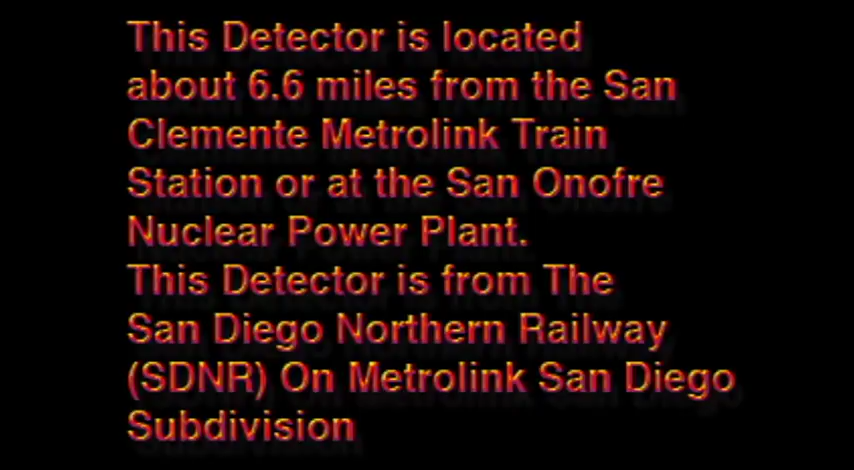 This Detector is located
about 6.6 miles from the San
Clemente Metrolink Train
Station or at the San Onofre
Nuclear Power Plant.
This Detector is from The
San Diego Northern Railway
(SDNR) On Metrolink San Diego
Subdivision